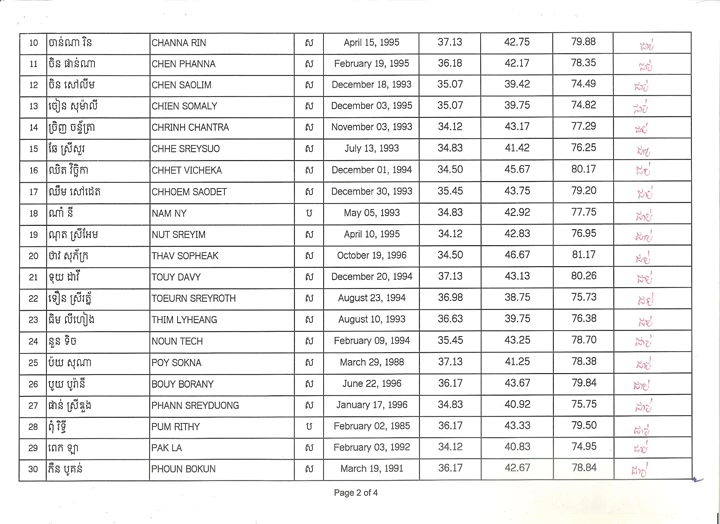 10 ចាន់ណា រិន CHANNA RIN ស April 15, 1995 37.13 42.75 79.88 ជាប់
11 ចិន ផាន់ណា CHEN PHANNA ស February 19, 1995 36.18 42.17 78.35 ជាប់
12 ចិន សៅលីម CHEN SAOLIM ស December 18, 1993 35.07 39.42 74.49 ជាប់
13 ចៀន សុម៉ាលី CHIEN SOMALY ស December 03, 1995 35.07 39.75 74.82 ជាប់
14 ច្រិញ ចន្ត្រ័ា CHRINH CHANTRA ស November 03, 1993 34.12 43.17 77.29 ជាប់
15 ឆែ ស្រីសួរ CHHE SREYSUO ស July 13, 1993 34.83 41.42 76.25 ជាប់
16 ឈិត វិច្ឆិកា CHHET VICHEKA ស December 01, 1994 34.50 45.67 80.17 ជាប់
17 ឈឹម សៅដេត CHHOEM SAODET ស December 30, 1993 35.45 43.75 79.20 ជាប់
18 ណាំ នី NAM NY ប May 05, 1993 34.83 42.92 77.75 ជាប់
19 ណុត ស្រីអែម NUT SREYIM ស April 10, 1995 34.12 42.83 76.95 ជាប់
20 ថាវ សុភ័ក្រ THAV SOPHEAK ស October 19, 1996 34.50 46.67 81.17 ជាប់
21 ទុយ ដាវី TOUY DAVY ស December 20, 1994 37.13 43.13 80.26 ជាប់
22 ទឿន ស្រីរត្ន័ TOEURN SREYROTH ស August 23, 1994 36.98 38.75 75.73 ជាប់
23 ធិម លីហៀង THIM LYHEANG ស August 10, 1993 36.63 39.75 76.38 ជាប់
24 នួន ទិច NOUN TECH ស February 09, 1994 35.45 43.25 78.70 ជាប់
25 ប៉យ សុណា POY SOKNA ស March 29, 1988 37.13 41.25 78.38 ជាប់
26 បូយ បូរ៉ានី BOUY BORANY ស June 22, 1996 36.17 43.67 79.84 ជាប់
27 ផាន់ ស្រីឌួង PHANN SREYDUONG ស January 17, 1996 34.83 40.92 75.75 ជាប់
28 ពុំ រិទ្ធី PUM RITHY ប February 02, 1985 36.17 43.33 79.50 ជាប់
29 ពេក ឡា PAK LA ស February 03, 1992 34.12 40.83 74.95 ជាប់
30 ភឺន បូគន់ PHOUN BOKUN ស March 19, 1991 36.17 42.67 78.84 ជាប់
Page 2 of 4